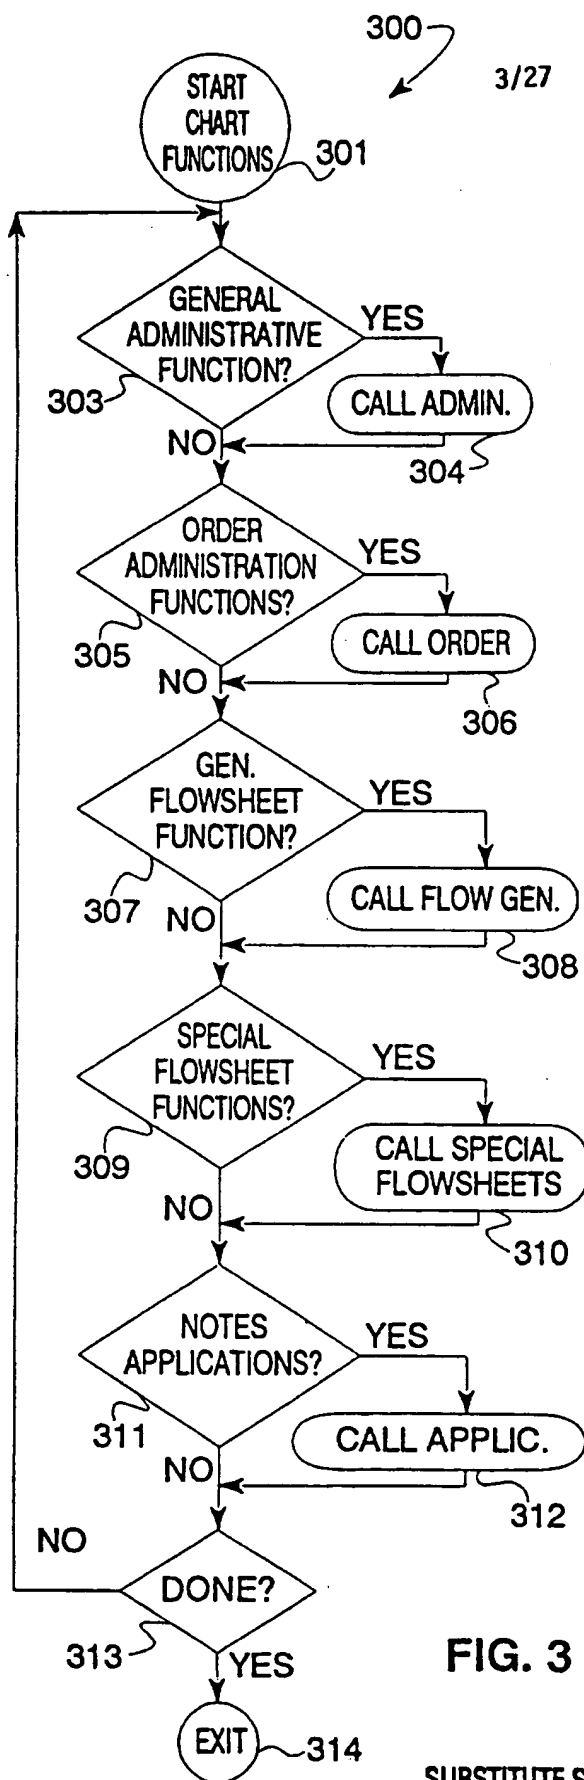 300
3/27
START
CHART
FUNCTIONS
301
GENERAL
ADMINISTRATIVE
FUNCTION?
YES
303
CALL ADMIN.
NO
304
ORDER
ADMINISTRATION
FUNCTIONS?
YES
305
CALL ORDER
NO
306
GEN.
FLOWSHEET
FUNCTION?
YES
307
CALL FLOW GEN.
NO
308
SPECIAL
FLOWSHEET
FUNCTIONS?
YES
309
CALL SPECIAL
FLOWSHEETS
NO
310
NOTES
APPLICATIONS?
YES
311
CALL APPLIC.
NO
312
NO
DONE?
313
YES
FIG. 3
EXIT
314
SUBSTITUTE S